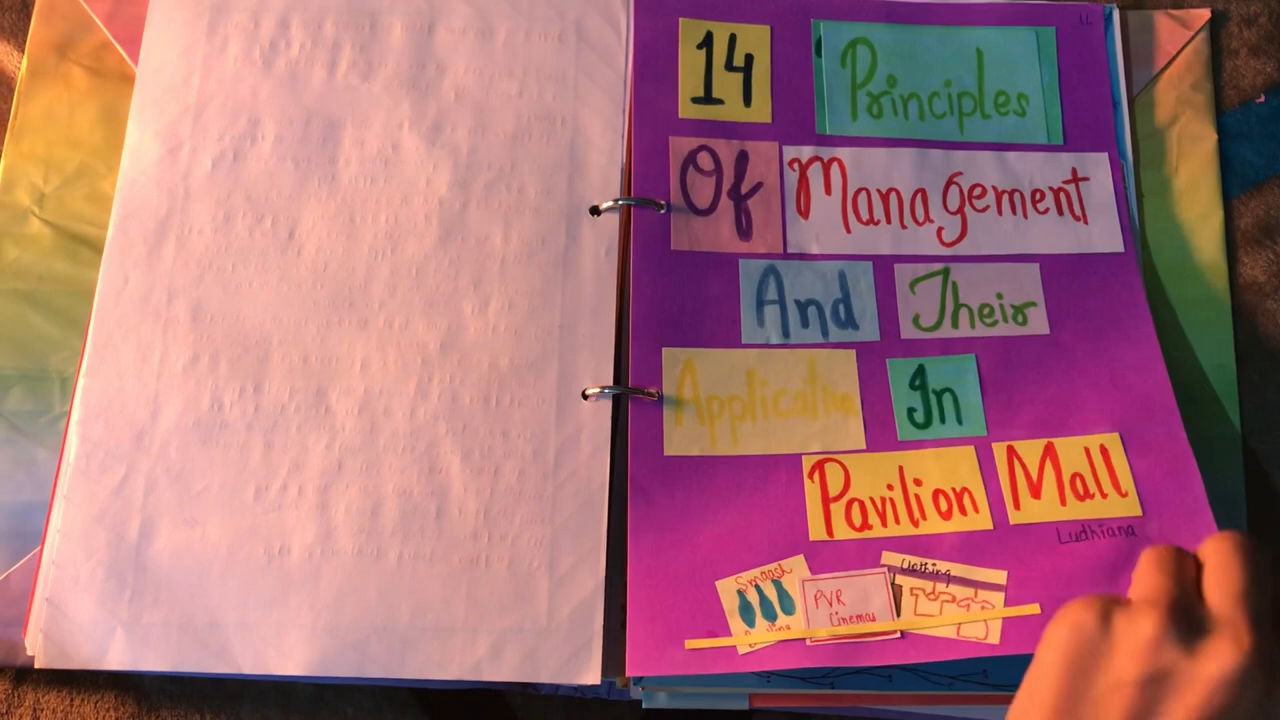 14 Principles
Of Management
And Their
Application In
Pavilion Mall
Ludhiana
Smaash
PVR
Cinemas
Clothing